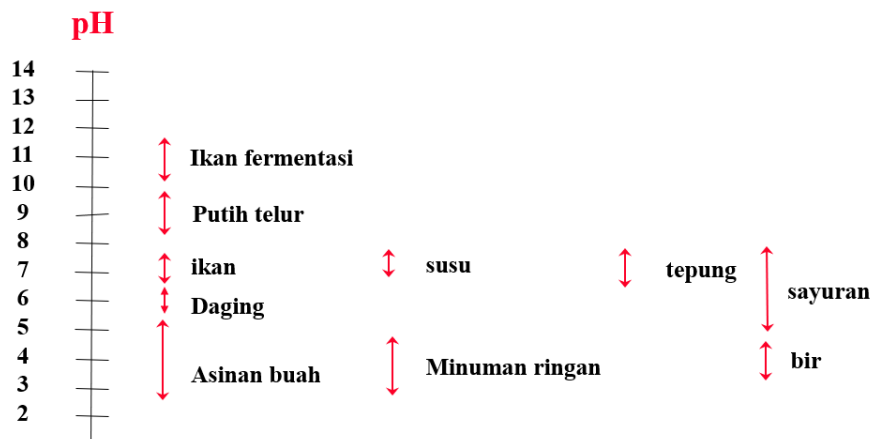 pH
14
13
12
11
10
9
8
7
6
5
4
3
2
Ikan fermentasi
Putih telur
ikan
susu
tepung
sayuran
Daging
bir
Asinan buah
Minuman ringan